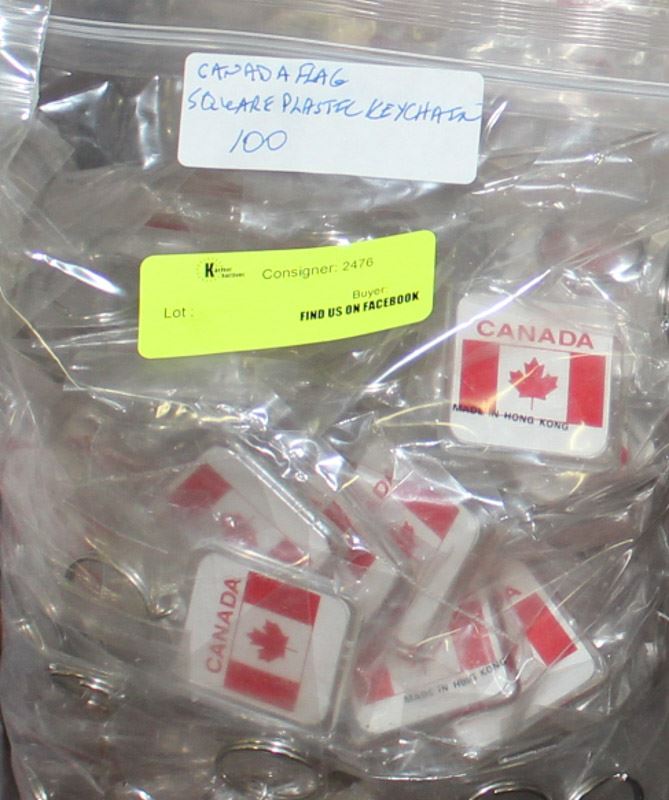 CANADA FLAG
SQUARE PLASTIC KEYCHAIN
100
Consigner: 2476
Lot :
Buyer:
FIND US ON FACEBOOK
CANADA
MADE IN HONG KONG
CANADA
MADE IN HONG KONG